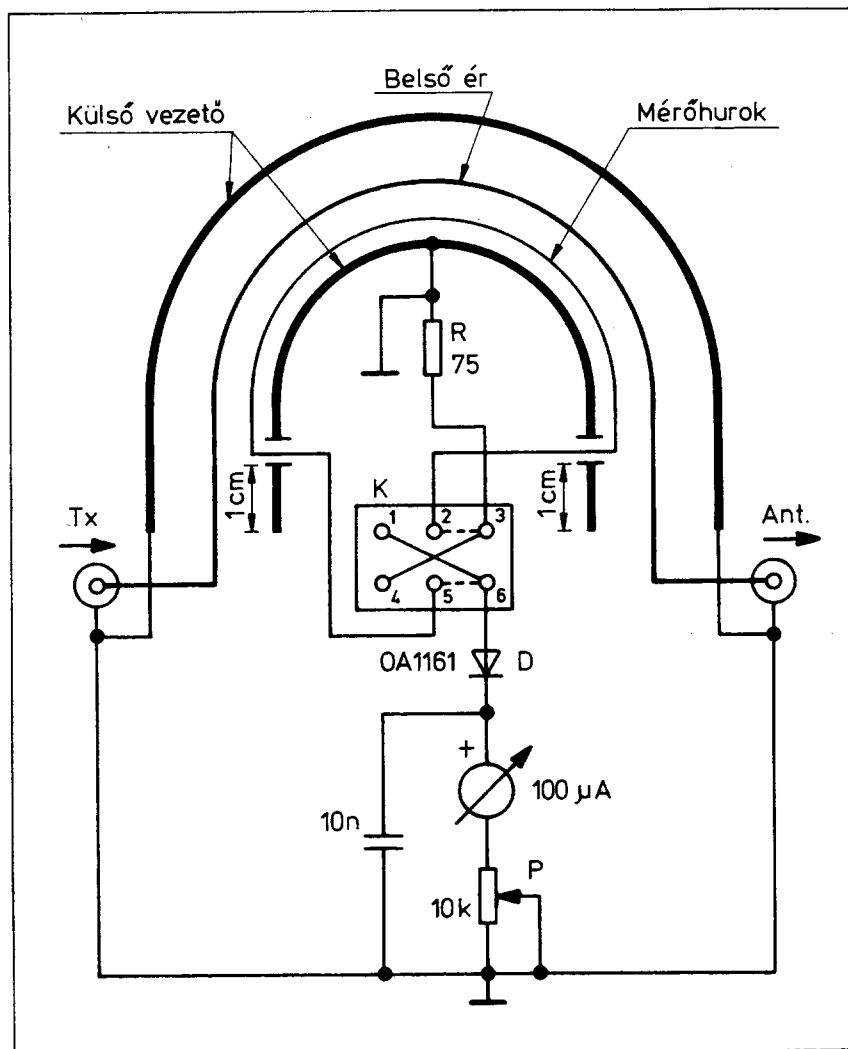 Belső ér
Külső vezető
Mérőhurok
R
75
1cm
K
1cm
1
2
3
4
5
6
Tx
Ant.
OA1161
D
+
100 µA
10n
P
10k